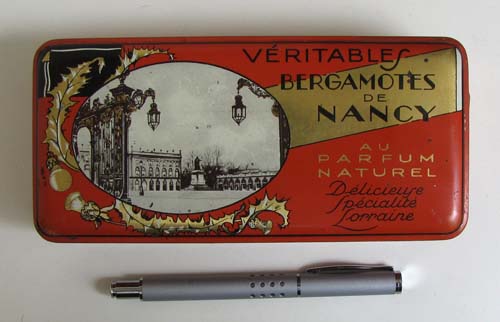 VÉRITABLES
BERGAMOTES
DE
NANCY
AU
PARFUM
NATUREL
Délicieuse
Spécialité
Lorraine